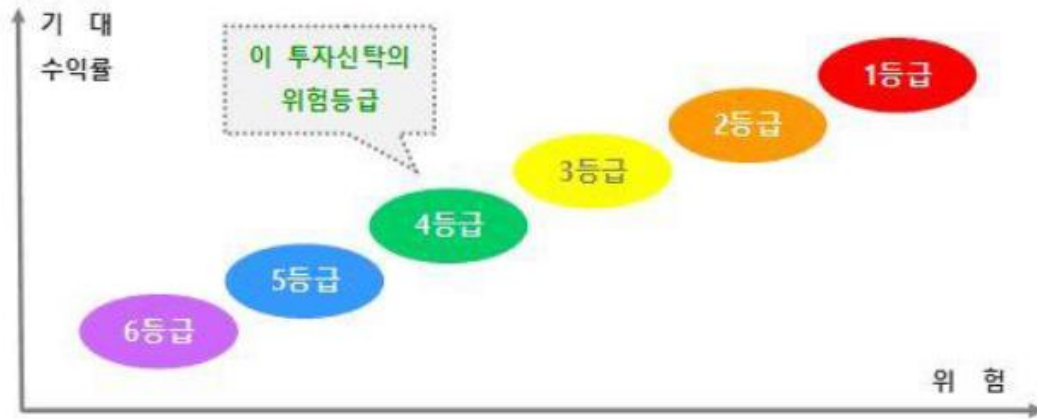 기 대
수익률
이 투자신탁의
위험등급
1등급
2등급
3등급
4등급
5등급
6등급
위 험